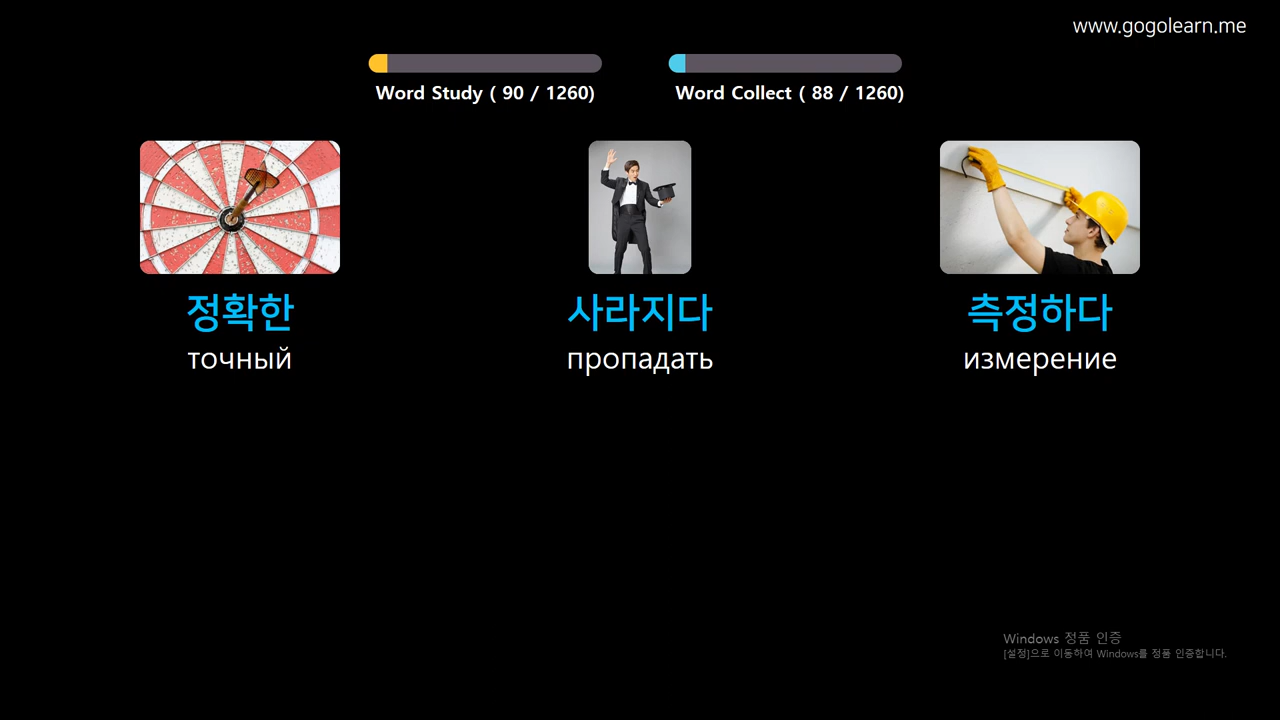 www.gogolearn.me
Word Study ( 90 / 1260)
Word Collect ( 88 / 1260)
정확한
точный
사라지다
пропадать
측정하다
измерение
Windows 정품 인증
[설정]으로 이동하여 Windows를 정품 인증합니다.